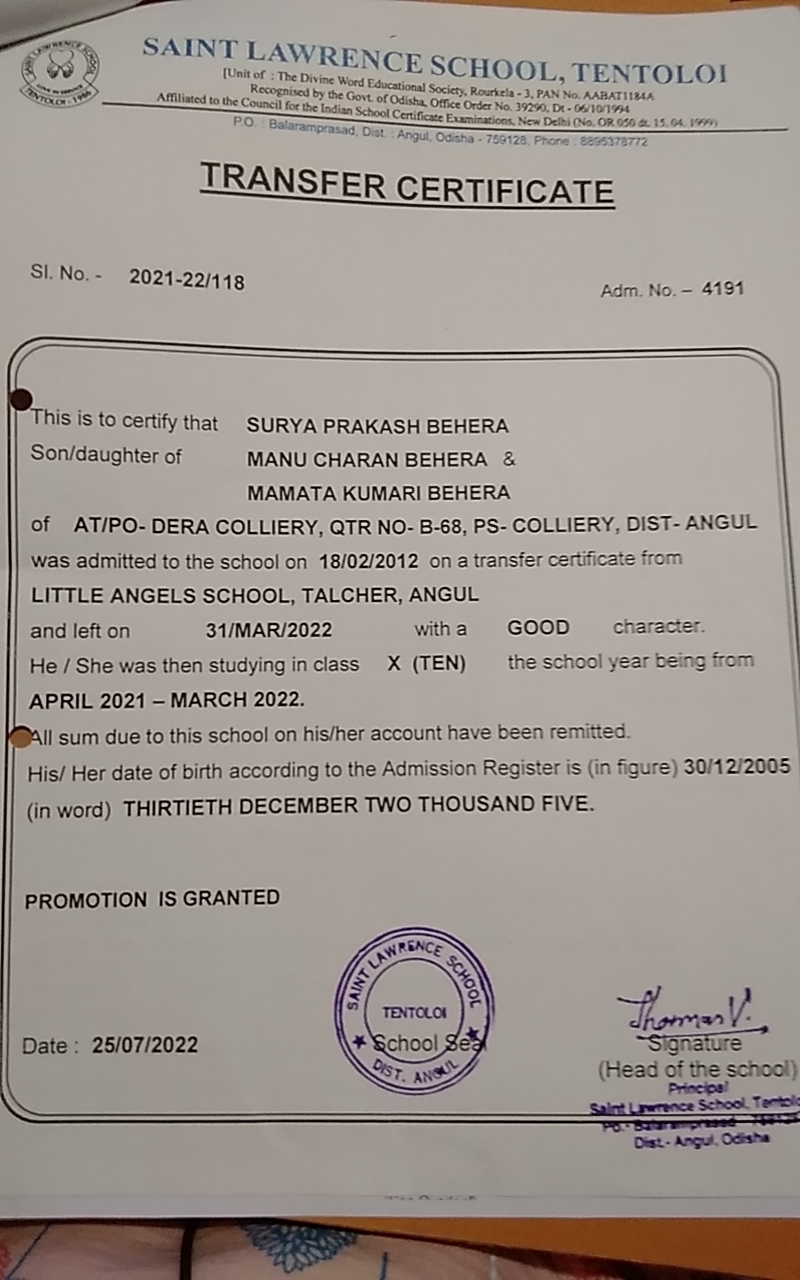 SAINT LAWRENCE SCHOOL, TENTOLOI
[Unit of : The Divine Word Educational Society, Rourkela - 3, PAN No. AABAT1184A
Recognised by the Govt. of Odisha, Office Order No. 39290, Dt - 06/10/1994
Affiliated to the Council for the Indian School Certificate Examinations, New Delhi (No. OR 050 dt. 15. 04. 1999)
P.O. : Balaramprasad, Dist. : Angul, Odisha - 759128, Phone : 8895378772
SAINT LAWRENCE SCHOOL
TENTOLOI - 1986
TRANSFER CERTIFICATE
Sl. No. - 2021-22/118
Adm. No. – 4191
This is to certify that SURYA PRAKASH BEHERA
Son/daughter of MANU CHARAN BEHERA &
MAMATA KUMARI BEHERA
of AT/PO- DERA COLLIERY, QTR NO- B-68, PS- COLLIERY, DIST- ANGUL
was admitted to the school on 18/02/2012 on a transfer certificate from
LITTLE ANGELS SCHOOL, TALCHER, ANGUL
and left on 31/MAR/2022 with a GOOD character.
He / She was then studying in class X (TEN) the school year being from
APRIL 2021 – MARCH 2022.
All sum due to this school on his/her account have been remitted.
His/ Her date of birth according to the Admission Register is (in figure) 30/12/2005
(in word) THIRTIETH DECEMBER TWO THOUSAND FIVE.
PROMOTION IS GRANTED
SAINT LAWRENCE SCHOOL
TENTOLOI
School Seal
DIST. ANGUL
Date : 25/07/2022
Thomas V.
Signature
(Head of the school)
Principal
Saint Lawrence School, Tentolo
PO.- Balaramprasad
Dist.- Angul, Odisha